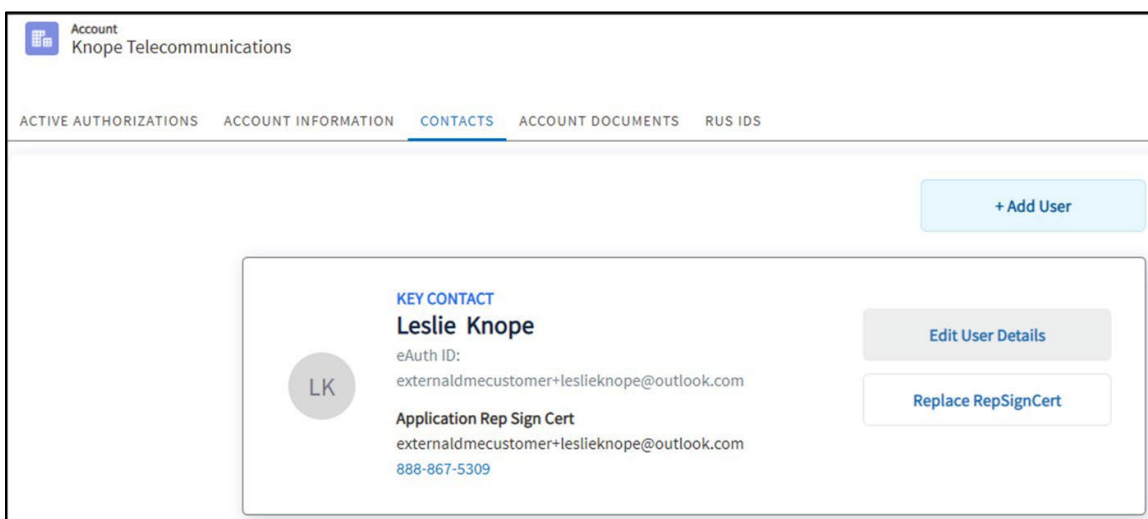 Account
Knope Telecommunications
ACTIVE AUTHORIZATIONS ACCOUNT INFORMATION CONTACTS ACCOUNT DOCUMENTS RUS IDS
+ Add User
KEY CONTACT
Leslie Knope
eAuth ID:
externaldmecustomer+leslieknope@outlook.com
Application Rep Sign Cert
externaldmecustomer+leslieknope@outlook.com
888-867-5309
LK
Edit User Details
Replace RepSignCert